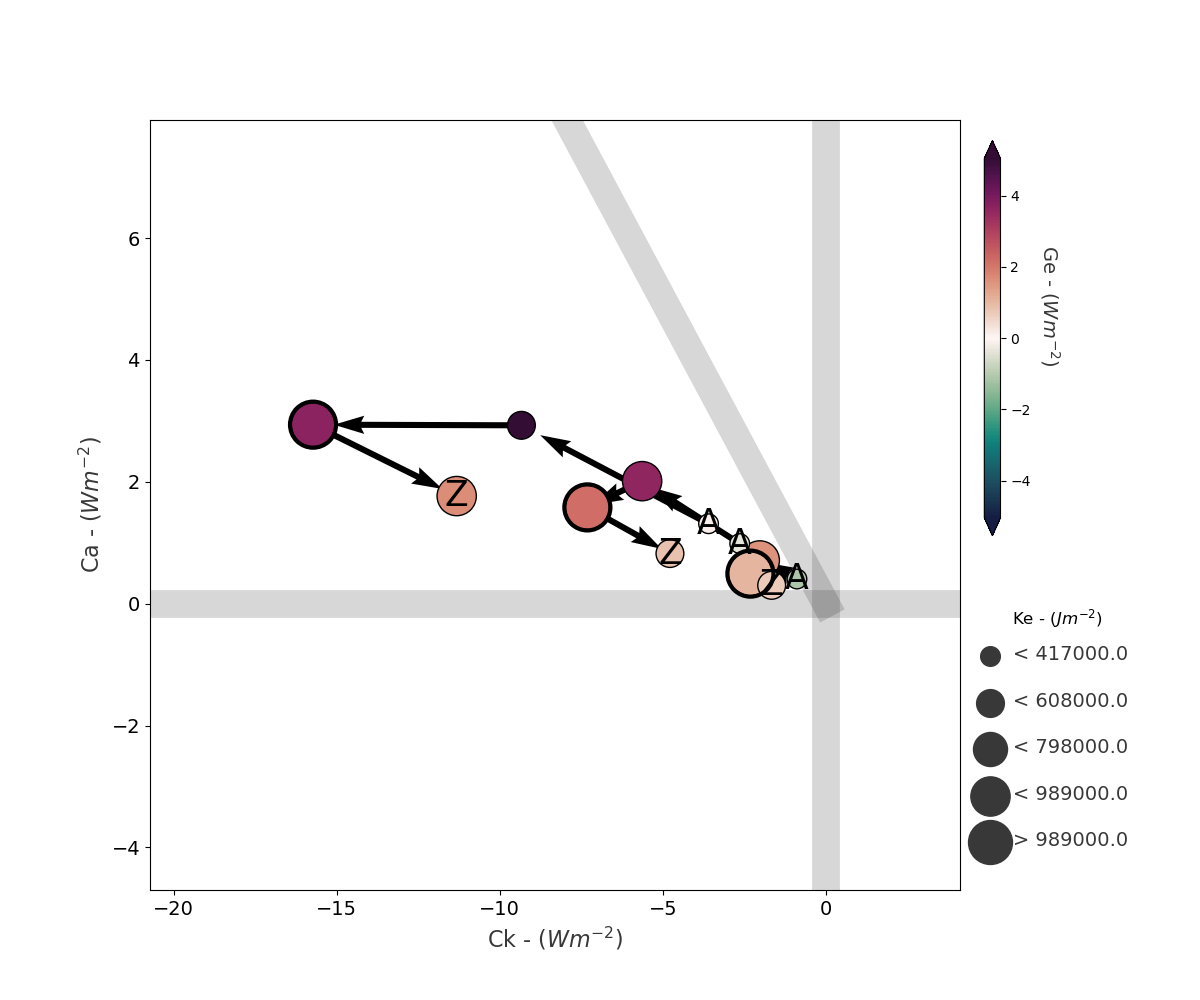 6
4
2
0
−2
−4
−20
−15
−10
−5
0
Ck - (Wm⁻²)
Ca - (Wm⁻²)
Z
Z
Z
A
A
A
4
2
0
−2
−4
Ge - (Wm⁻²)
Ke - (Jm⁻²)
< 417000.0
< 608000.0
< 798000.0
< 989000.0
> 989000.0